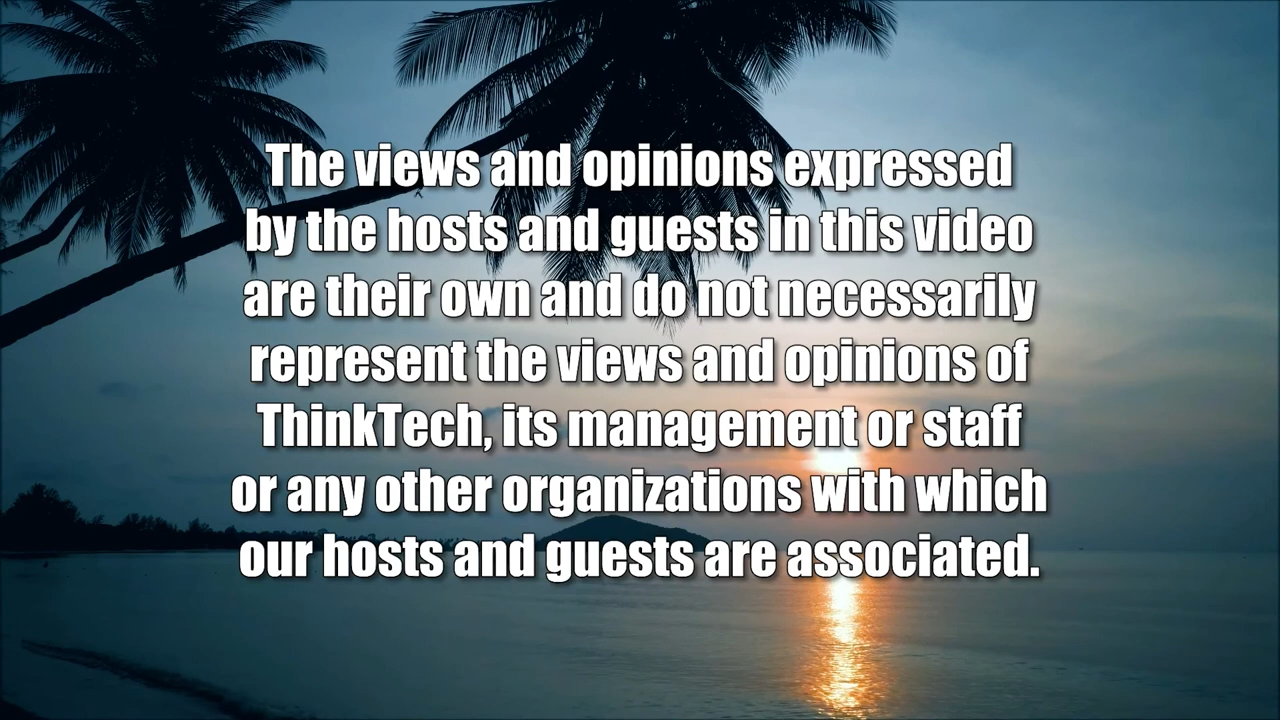 The views and opinions expressed
by the hosts and guests in this video
are their own and do not necessarily
represent the views and opinions of
ThinkTech, its management or staff
or any other organizations with which
our hosts and guests are associated.